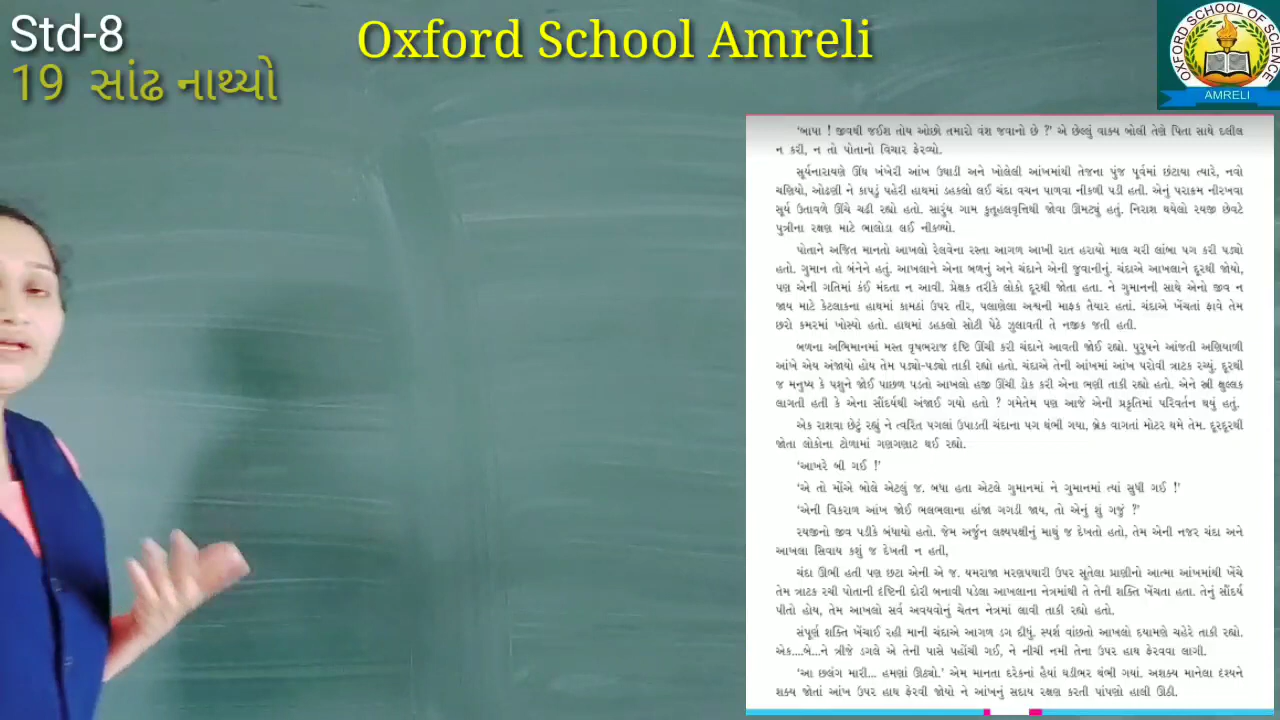 Std-8
19 સાંઢ નાથ્યો
Oxford School Amreli
OXFORD SCHOOL OF SCIENCE
AMRELI
'બાપા ! જીવથી જઈશ તોય ઓછો તમારો વંશ જવાનો છે ?' એ છેલ્લું વાક્ય બોલી તેણે પિતા સાથે દલીલ
ન કરી, ન તો પોતાનો વિચાર ફેરવ્યો.
સૂર્યનારાયણે ઊંઘ ખંખેરી આંખ ઉઘાડી અને ખોલેલી આંખમાંથી તેજના પુંજ પૂર્વમાં છંટાયા ત્યારે, નવો
ચણિયો, ઓઢણી ને કાપડું પહેરી હાથમાં ડહકલો લઈ ચંદા વચન પાળવા નીકળી પડી હતી. એનું પરાક્રમ નીરખવા
સૂર્ય ઉતાવળે ઊંચે ચઢી રહ્યો હતો. સારુંય ગામ કુતૂહલવૃત્તિથી જોવા ઊમટ્યું હતું. નિરાશ થયેલો રયજી છેવટે
પુત્રીના રક્ષણ માટે ભાલોડા લઈ નીકળ્યો.
પોતાને અજિત માનતો આખલો રેલવેના રસ્તા આગળ આખી રાત હરાયો માલ ચરી લાંબા પગ કરી પડ્યો
હતો. ગુમાન તો બંનેને હતું. આખલાને એના બળનું અને ચંદાને એની જુવાનીનું. ચંદાએ આખલાને દૂરથી જોયો,
પણ એની ગતિમાં કંઈ મંદતા ન આવી. પ્રેક્ષક તરીકે લોકો દૂરથી જોતા હતા. ને ગુમાનની સાથે એનો જીવ ન
જાય માટે કેટલાકના હાથમાં કામઠાં ઉપર તીર, પલાણેલા અશ્વની માફક તૈયાર હતાં. ચંદાએ ખેંચતાં ફાવે તેમ
છરો કમરમાં ખોસ્યો હતો. હાથમાં ડહકલો સોટી પેઠે ઝુલાવતી તે નજીક જતી હતી.
બળના અભિમાનમાં મસ્ત વૃષભરાજ દૃષ્ટિ ઊંચી કરી ચંદાને આવતી જોઈ રહ્યો. પુરુષને આંજતી અણિયાળી
આંખે એય અંજાયો હોય તેમ પડ્યો-પડ્યો તાકી રહ્યો હતો. ચંદાએ તેની આંખમાં આંખ પરોવી ત્રાટક રચ્યું. દૂરથી
જ મનુષ્ય કે પશુને જોઈ પાછળ પડતો આખલો હજી ઊંચી ડોક કરી એના ભણી તાકી રહ્યો હતો. એને સ્ત્રી ક્ષુલ્લક
લાગતી હતી કે એના સૌંદર્યથી અંજાઈ ગયો હતો ? ગમેતેમ પણ આજે એની પ્રકૃતિમાં પરિવર્તન થયું હતું.
એક રાશવા છેટું રહ્યું ને ત્વરિત પગલાં ઉપાડતી ચંદાના પગ થંભી ગયા, બ્રેક વાગતાં મોટર થમે તેમ. દૂરદૂરથી
જોતા લોકોના ટોળામાં ગણગણાટ થઈ રહ્યો.
'આખરે બી ગઈ !'
'એ તો મોંએ બોલે એટલું જ. બધા હતા એટલે ગુમાનમાં ને ગુમાનમાં ત્યાં સુધી ગઈ !'
'એની વિકરાળ આંખ જોઈ ભલભલાના હાંજા ગગડી જાય, તો એનું શું ગજું ?'
રયજીનો જીવ પડીકે બંધાયો હતો. જેમ અર્જુન લક્ષ્યપક્ષીનું માથું જ દેખતો હતો, તેમ એની નજર ચંદા અને
આખલા સિવાય કશું જ દેખતી ન હતી,
ચંદા ઊભી હતી પણ છટા એની એ જ. યમરાજા મરણપથારી ઉપર સૂતેલા પ્રાણીનો આત્મા આંખમાંથી ખેંચે
તેમ ત્રાટક રચી પોતાની દૃષ્ટિની દોરી બનાવી પડેલા આખલાના નેત્રમાંથી તે તેની શક્તિ ખેંચતા હતા. તેનું સૌંદર્ય
પીતો હોય, તેમ આખલો સર્વ અવયવોનું ચેતન નેત્રમાં લાવી તાકી રહ્યો હતો.
સંપૂર્ણ શક્તિ ખેંચાઈ રહી માની ચંદાએ આગળ ડગ દીધું. સ્પર્શ વાંછતો આખલો દયામણે ચહેરે તાકી રહ્યો.
એક....બે...ને ત્રીજે ડગલે એ તેની પાસે પહોંચી ગઈ, ને નીચી નમી તેના ઉપર હાથ ફેરવવા લાગી.
'આ છલંગ મારી... હમણાં ઊઠ્યો.' એમ માનતા દરેકનાં હૈયાં ઘડીભર થંભી ગયાં. અશક્ય માનેલા દૃશ્યને
શક્ય જોતાં આંખ ઉપર હાથ ફેરવી જોયો ને આંખનું સદાય રક્ષણ કરતી પાંપણો હાલી ઊઠી.